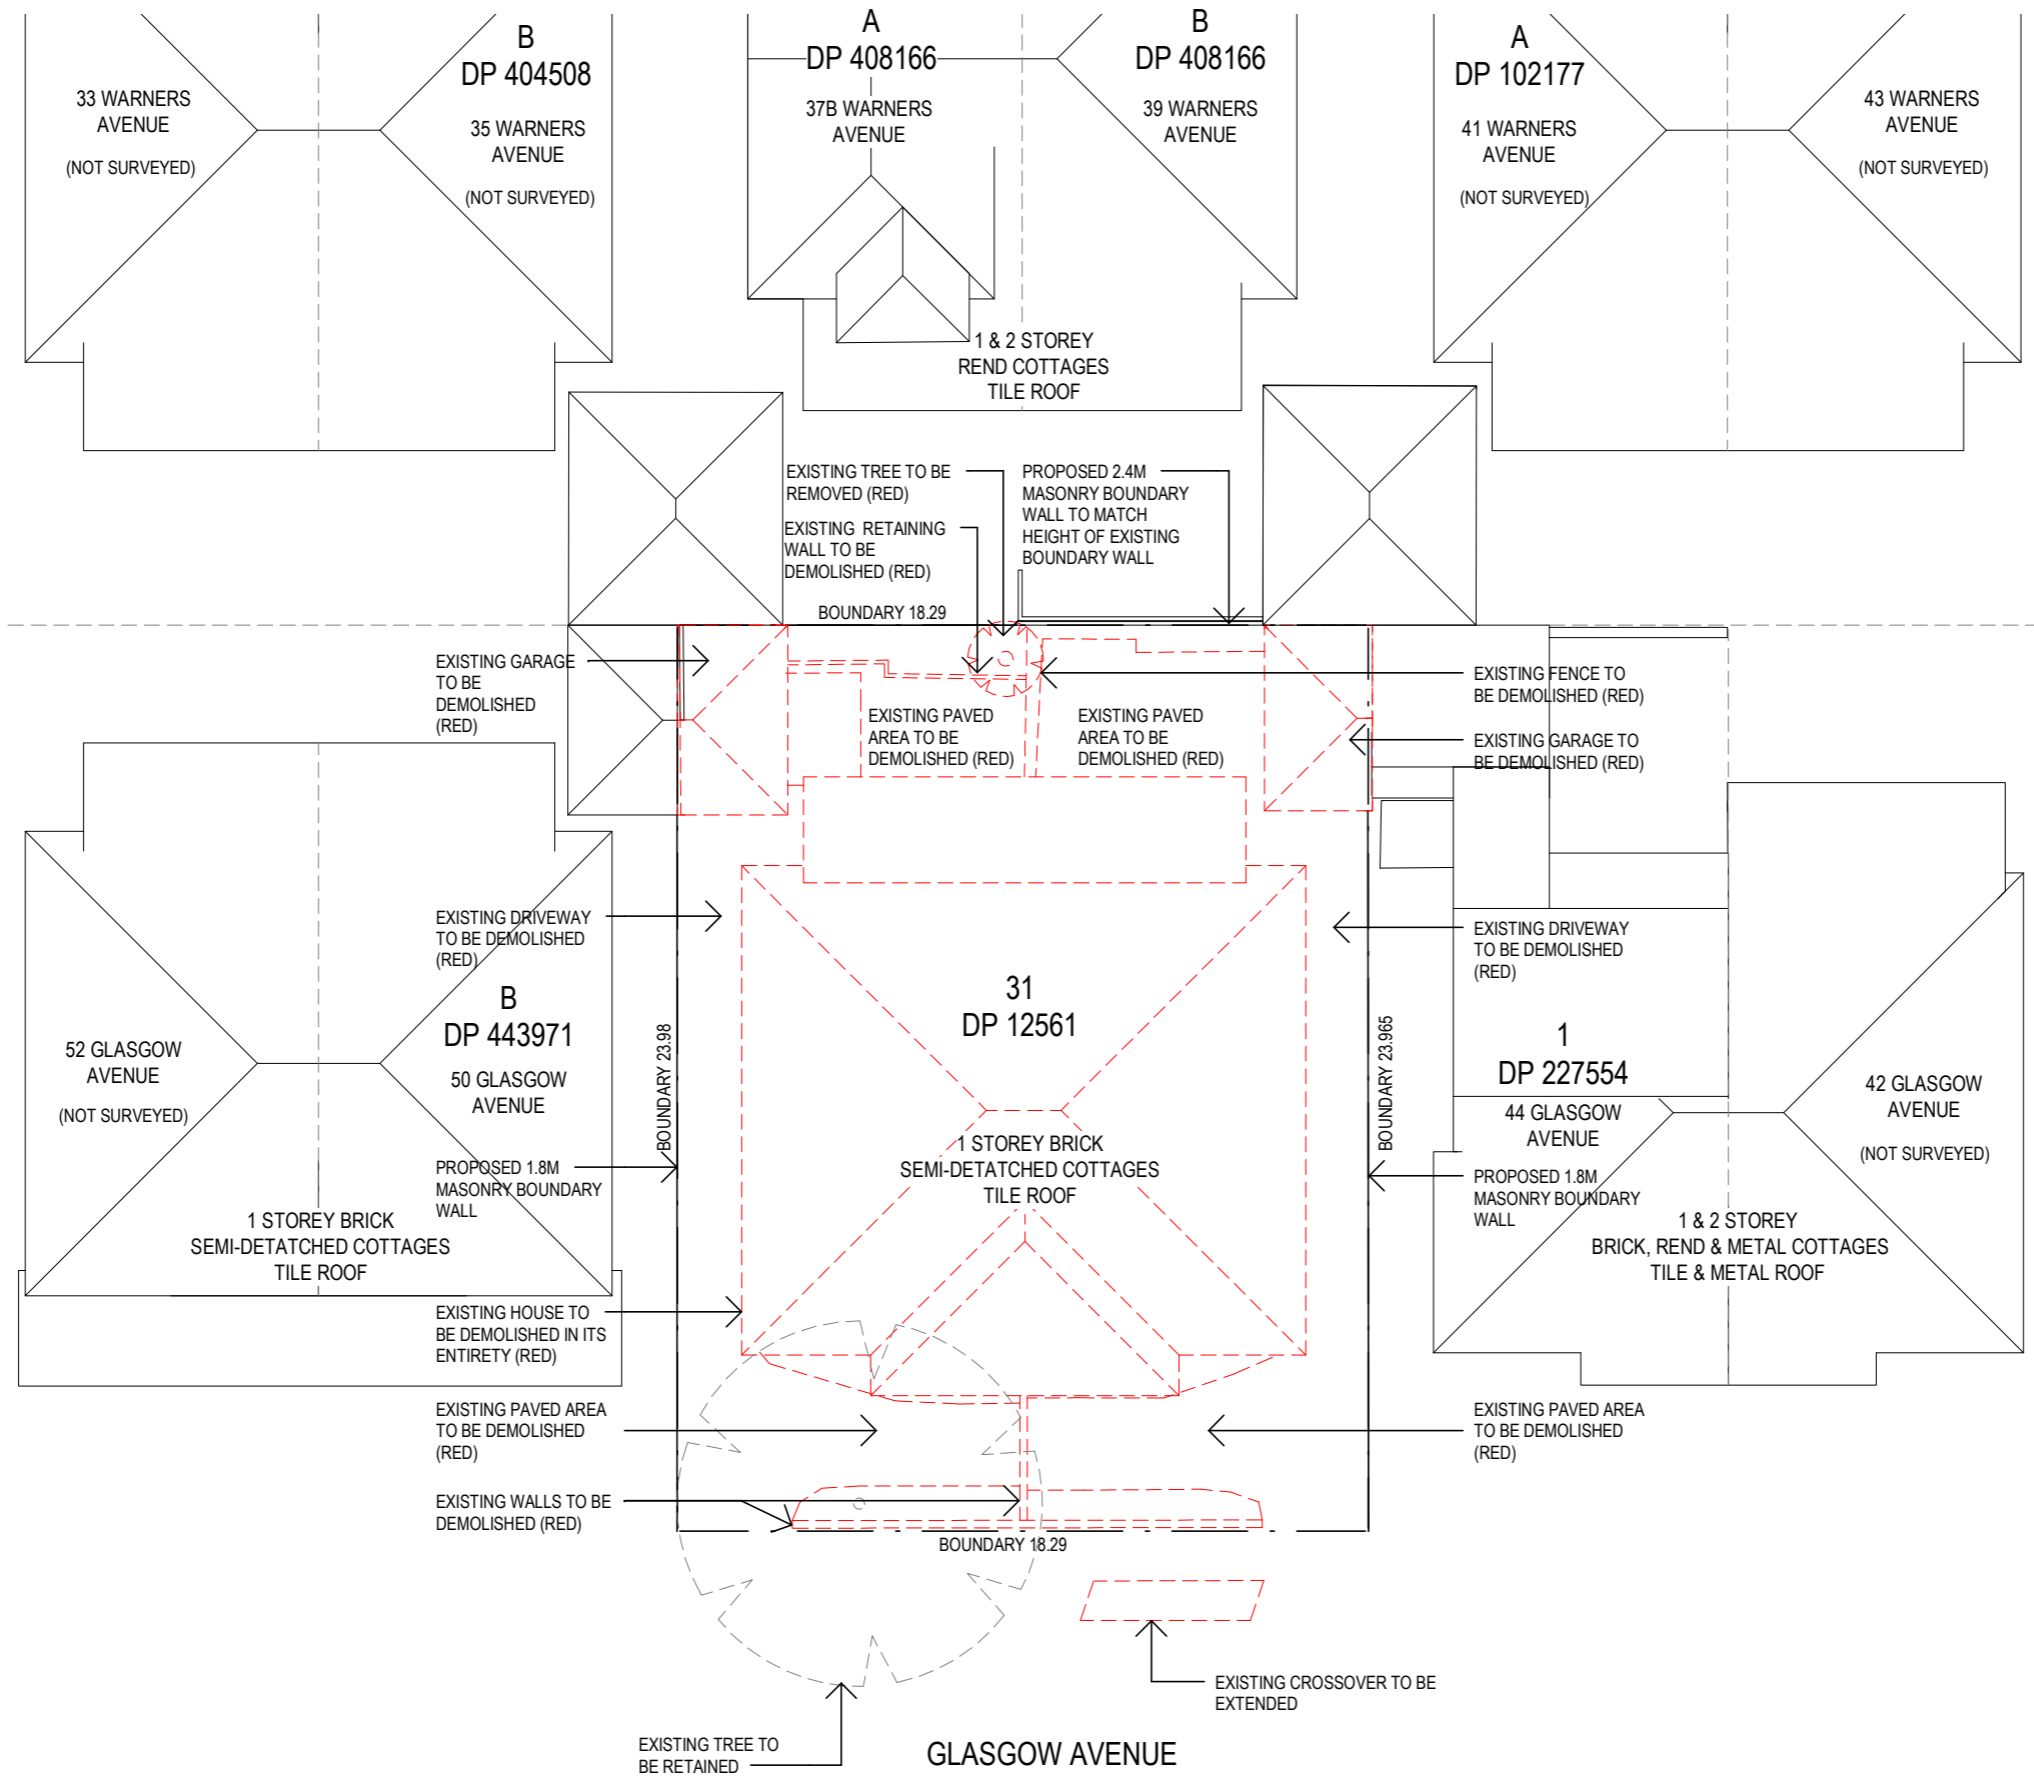 B
DP 404508
33 WARNERS
AVENUE
(NOT SURVEYED)
35 WARNERS
AVENUE
(NOT SURVEYED)
A
DP 408166
37B WARNERS
AVENUE
B
DP 408166
39 WARNERS
AVENUE
A
DP 102177
41 WARNERS
AVENUE
(NOT SURVEYED)
43 WARNERS
AVENUE
(NOT SURVEYED)
1 & 2 STOREY
REND COTTAGES
TILE ROOF
EXISTING TREE TO BE
REMOVED (RED)
EXISTING RETAINING
WALL TO BE
DEMOLISHED (RED)
PROPOSED 2.4M
MASONRY BOUNDARY
WALL TO MATCH
HEIGHT OF EXISTING
BOUNDARY WALL
BOUNDARY 18.29
EXISTING GARAGE
TO BE
DEMOLISHED
(RED)
EXISTING PAVED
AREA TO BE
DEMOLISHED (RED)
EXISTING PAVED
AREA TO BE
DEMOLISHED (RED)
EXISTING FENCE TO
BE DEMOLISHED (RED)
EXISTING GARAGE TO
BE DEMOLISHED (RED)
EXISTING DRIVEWAY
TO BE DEMOLISHED
(RED)
EXISTING DRIVEWAY
TO BE DEMOLISHED
(RED)
B
DP 443971
52 GLASGOW
AVENUE
(NOT SURVEYED)
50 GLASGOW
AVENUE
BOUNDARY 23.98
31
DP 12561
BOUNDARY 23.965
1
DP 227554
44 GLASGOW
AVENUE
42 GLASGOW
AVENUE
(NOT SURVEYED)
1 STOREY BRICK
SEMI-DETATCHED COTTAGES
TILE ROOF
PROPOSED 1.8M
MASONRY BOUNDARY
WALL
PROPOSED 1.8M
MASONRY BOUNDARY
WALL
1 STOREY BRICK
SEMI-DETATCHED COTTAGES
TILE ROOF
1 & 2 STOREY
BRICK, REND & METAL COTTAGES
TILE & METAL ROOF
EXISTING HOUSE TO
BE DEMOLISHED IN ITS
ENTIRETY (RED)
EXISTING PAVED AREA
TO BE DEMOLISHED
(RED)
EXISTING PAVED AREA
TO BE DEMOLISHED
(RED)
EXISTING WALLS TO BE
DEMOLISHED (RED)
BOUNDARY 18.29
EXISTING CROSSOVER TO BE
EXTENDED
EXISTING TREE TO
BE RETAINED
GLASGOW AVENUE